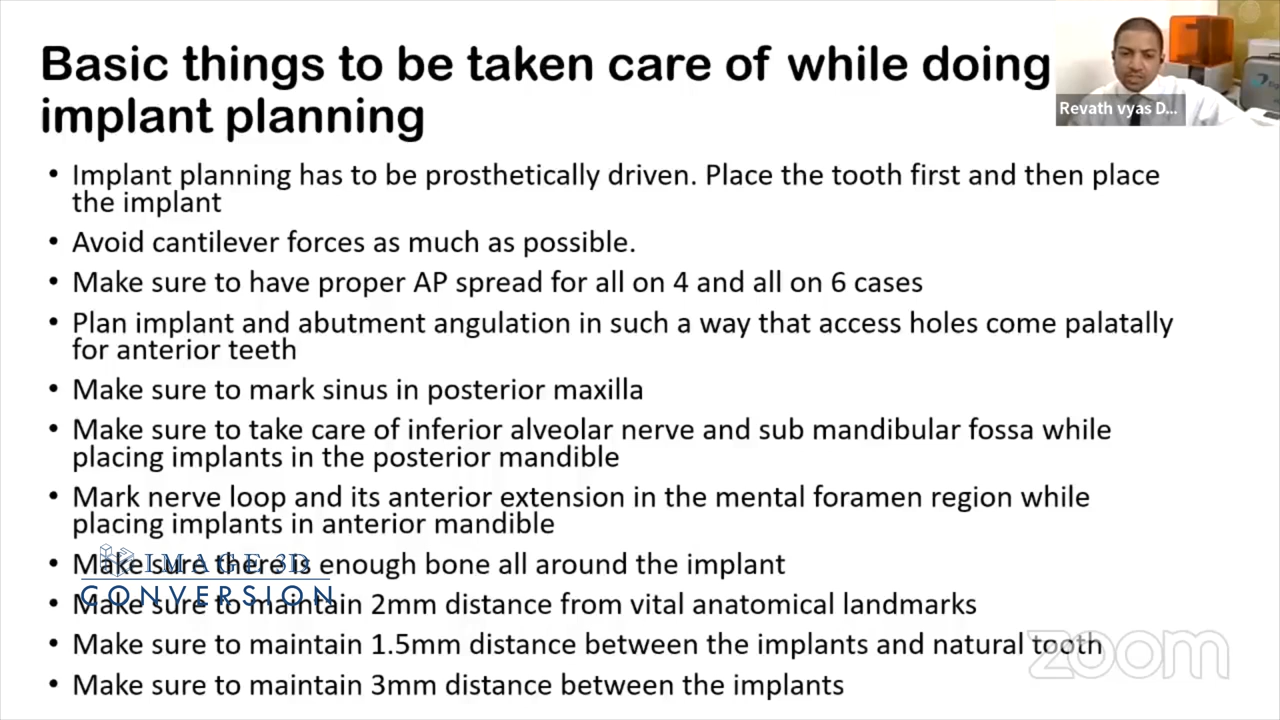 Basic things to be taken care of while doing
implant planning
Revath vyas D...
• Implant planning has to be prosthetically driven. Place the tooth first and then place
the implant
• Avoid cantilever forces as much as possible.
• Make sure to have proper AP spread for all on 4 and all on 6 cases
• Plan implant and abutment angulation in such a way that access holes come palatally
for anterior teeth
• Make sure to mark sinus in posterior maxilla
• Make sure to take care of inferior alveolar nerve and sub mandibular fossa while
placing implants in the posterior mandible
• Mark nerve loop and its anterior extension in the mental foramen region while
placing implants in anterior mandible
• Make sure there is enough bone all around the implant
IMAGE 3D
CONVERSION
• Make sure to maintain 2mm distance from vital anatomical landmarks
• Make sure to maintain 1.5mm distance between the implants and natural tooth
zoom
• Make sure to maintain 3mm distance between the implants